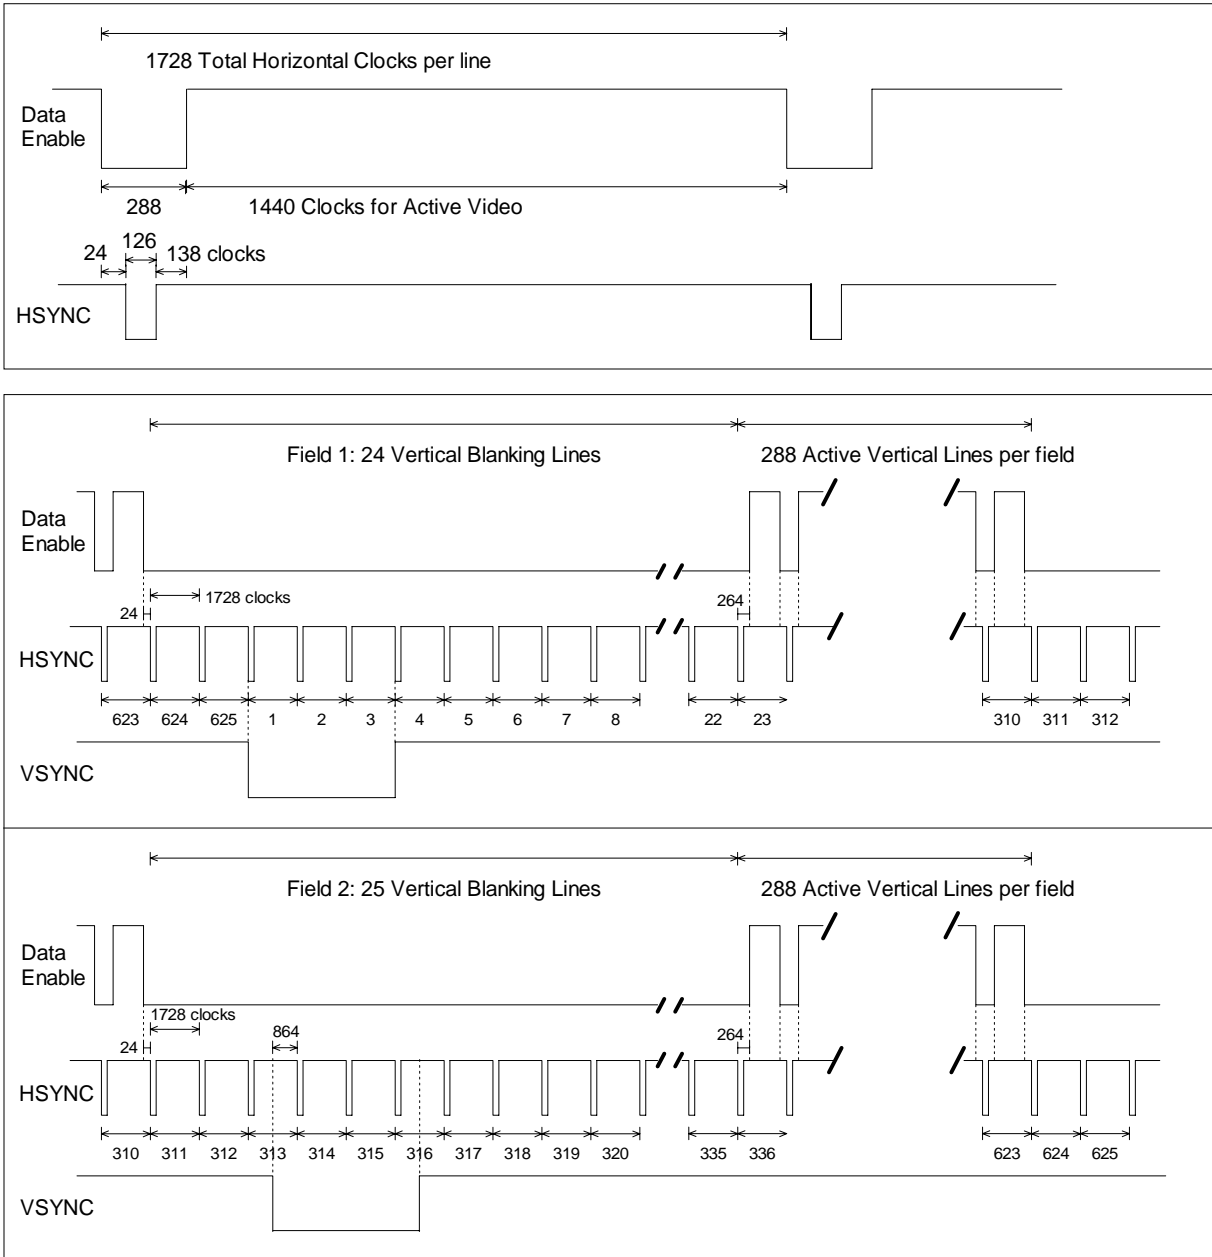 1728 Total Horizontal Clocks per line
Data
Enable
288
1440 Clocks for Active Video
126
24
138 clocks
HSYNC
Field 1: 24 Vertical Blanking Lines
288 Active Vertical Lines per field
Data
Enable
1728 clocks
24
264
HSYNC
623 624 625 1 2 3 4 5 6 7 8 22 23 310 311 312
VSYNC
Field 2: 25 Vertical Blanking Lines
288 Active Vertical Lines per field
Data
Enable
1728 clocks
24
864
264
HSYNC
310 311 312 313 314 315 316 317 318 319 320 335 336 623 624 625
VSYNC